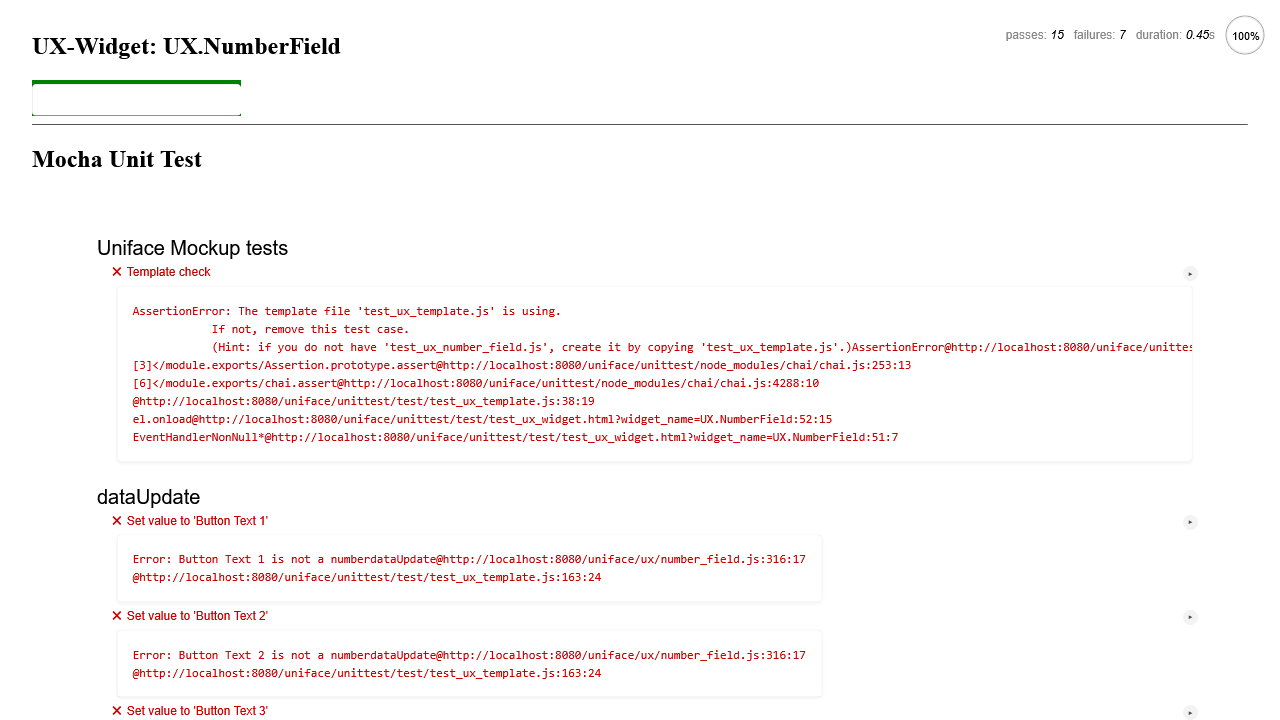 UX-Widget: UX.NumberField
passes: 15 failures: 7 duration: 0.45s 100%
Mocha Unit Test
Uniface Mockup tests
✕ Template check
AssertionError: The template file 'test_ux_template.js' is using.
If not, remove this test case.
(Hint: if you do not have 'test_ux_number_field.js', create it by copying 'test_ux_template.js'.)AssertionError@http://localhost:8080/uniface/unittes
[3]</module.exports/Assertion.prototype.assert@http://localhost:8080/uniface/unittest/node_modules/chai/chai.js:253:13
[6]</module.exports/chai.assert@http://localhost:8080/uniface/unittest/node_modules/chai/chai.js:4288:10
@http://localhost:8080/uniface/unittest/test/test_ux_template.js:38:19
el.onload@http://localhost:8080/uniface/unittest/test/test_ux_widget.html?widget_name=UX.NumberField:52:15
EventHandlerNonNull*@http://localhost:8080/uniface/unittest/test/test_ux_widget.html?widget_name=UX.NumberField:51:7
dataUpdate
✕ Set value to 'Button Text 1'
Error: Button Text 1 is not a numberdataUpdate@http://localhost:8080/uniface/ux/number_field.js:316:17
@http://localhost:8080/uniface/unittest/test/test_ux_template.js:163:24
✕ Set value to 'Button Text 2'
Error: Button Text 2 is not a numberdataUpdate@http://localhost:8080/uniface/ux/number_field.js:316:17
@http://localhost:8080/uniface/unittest/test/test_ux_template.js:163:24
✕ Set value to 'Button Text 3'